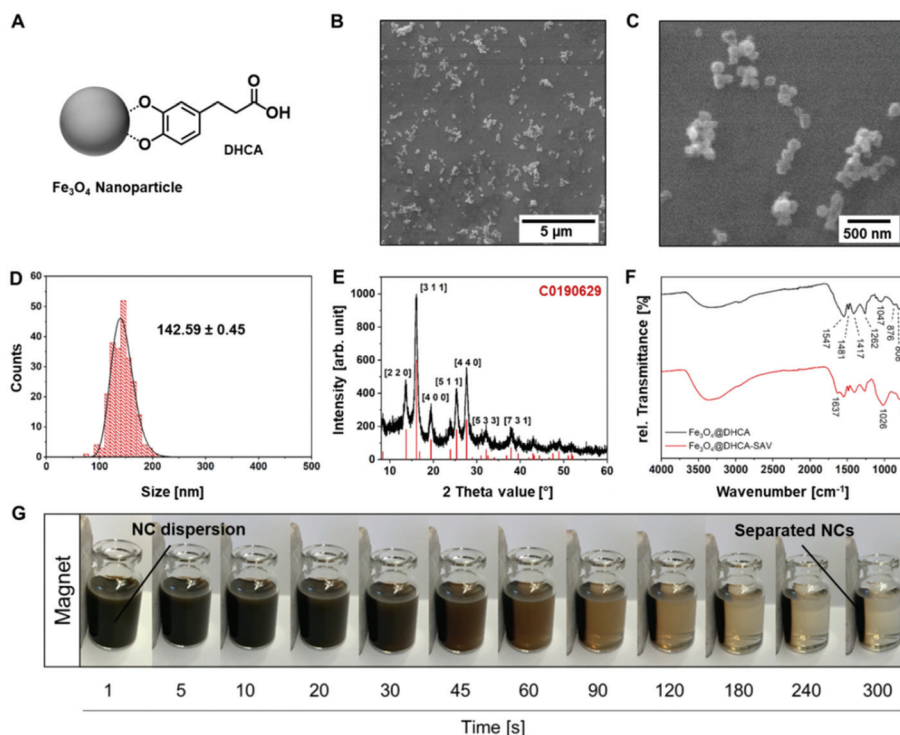 A
B
C
O
O
O
OH
DHCA
Fe₃O₄ Nanoparticle
5 µm
500 nm
D
60
50
40
30
20
10
0
Counts
142.59 ± 0.45
0
100
200
300
400
500
Size [nm]
E
1000
800
600
400
200
0
Intensity [arb. unit]
C0190629
[3 1 1]
[2 2 0]
[4 0 0]
[5 1 1]
[4 4 0]
[5 3 3]
[7 3 1]
10
20
30
40
50
60
2 Theta value [°]
F
rel. Transmittance [%]
1547
1481
1417
1262
1047
876
1637
1026
Fe₃O₄@DHCA
Fe₃O₄@DHCA-SAV
4000
3500
3000
2500
2000
1500
1000
Wavenumber [cm⁻¹]
G
NC dispersion
Separated NCs
Magnet
1
5
10
20
30
45
60
90
120
180
240
300
Time [s]